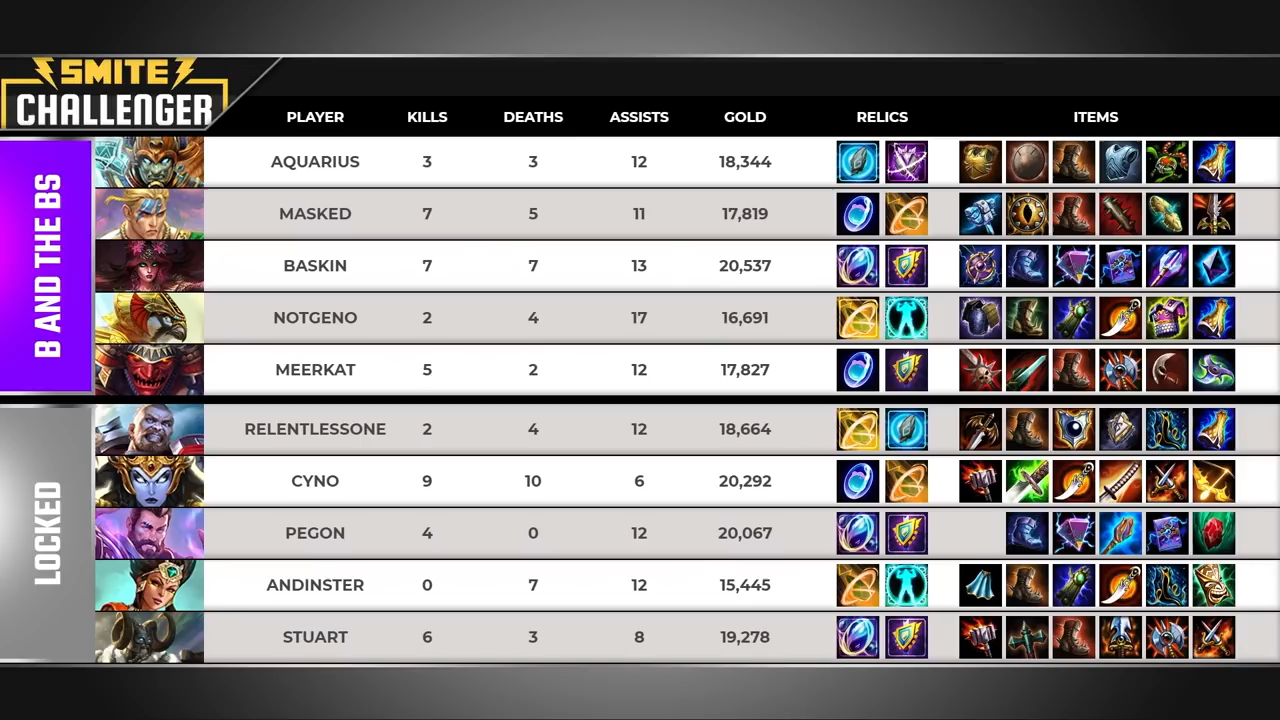 SMITE
CHALLENGER
PLAYER KILLS DEATHS ASSISTS GOLD RELICS ITEMS
B AND THE BS
AQUARIUS 3 3 12 18,344
MASKED 7 5 11 17,819
BASKIN 7 7 13 20,537
NOTGENO 2 4 17 16,691
MEERKAT 5 2 12 17,827
LOCKED
RELENTLESSONE 2 4 12 18,664
CYNO 9 10 6 20,292
PEGON 4 0 12 20,067
ANDINSTER 0 7 12 15,445
STUART 6 3 8 19,278